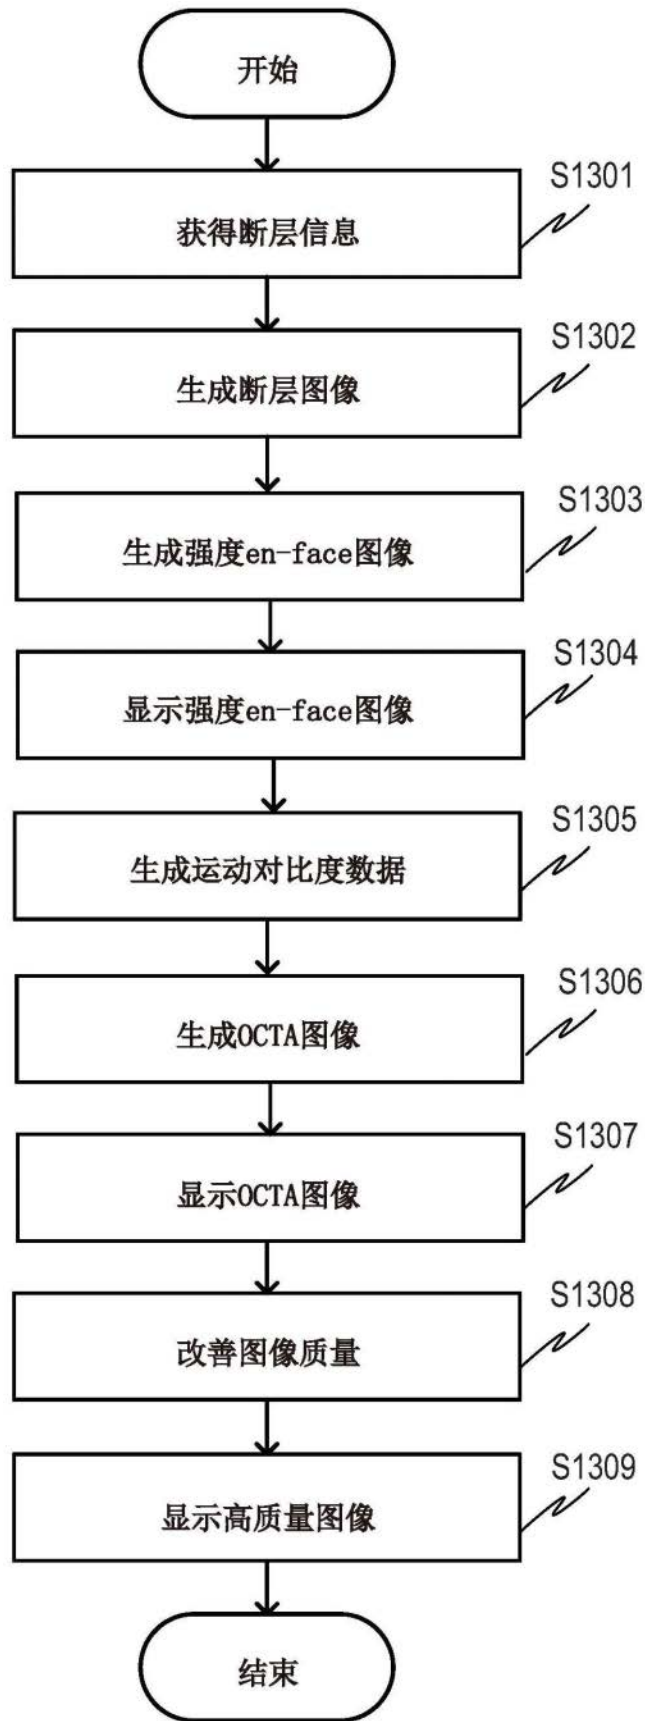 开始
S1301
获得断层信息
S1302
生成断层图像
S1303
生成强度en-face图像
S1304
显示强度en-face图像
S1305
生成运动对比度数据
S1306
生成OCTA图像
S1307
显示OCTA图像
S1308
改善图像质量
S1309
显示高质量图像
结束